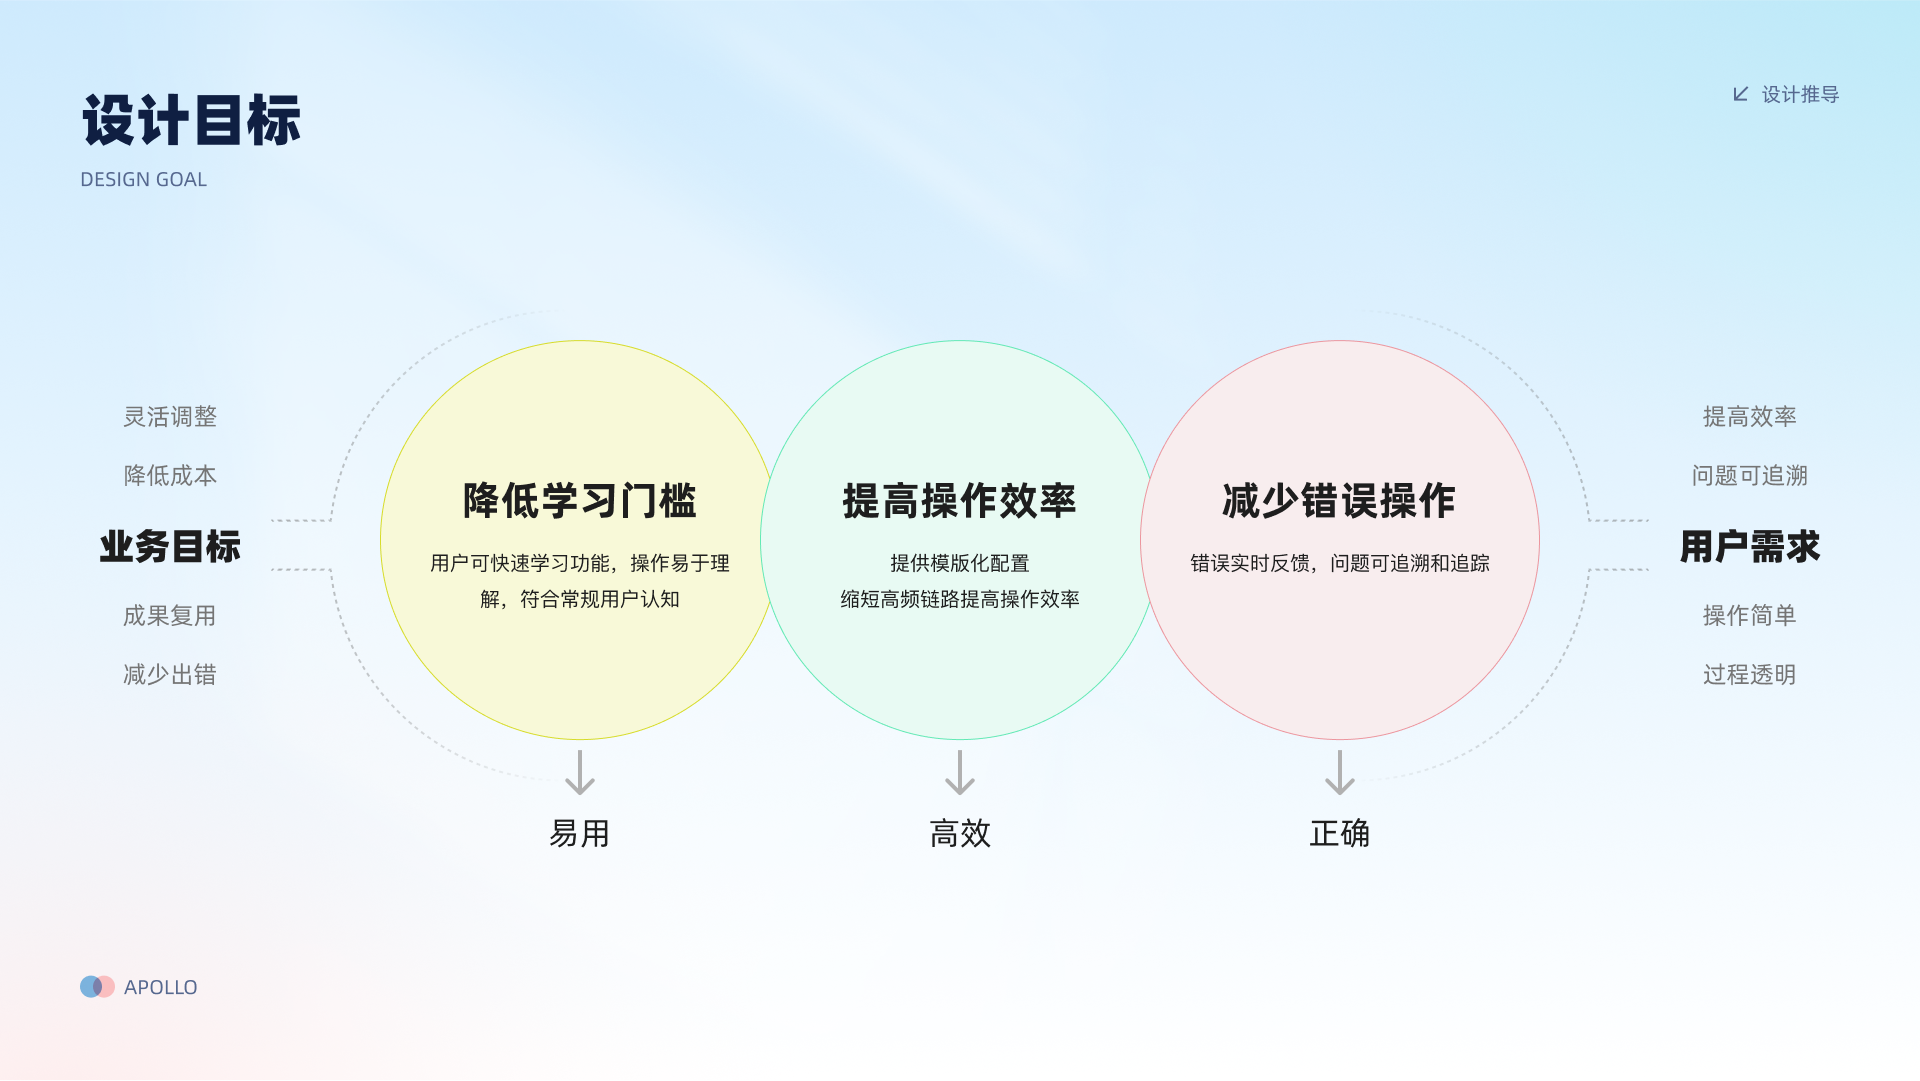 设计目标
DESIGN GOAL
设计推导
灵活调整
降低成本
业务目标
成果复用
减少出错
降低学习门槛
用户可快速学习功能，操作易于理
解，符合常规用户认知
易用
提高操作效率
提供模版化配置
缩短高频链路提高操作效率
高效
减少错误操作
错误实时反馈，问题可追溯和追踪
正确
提高效率
问题可追溯
用户需求
操作简单
过程透明
APOLLO